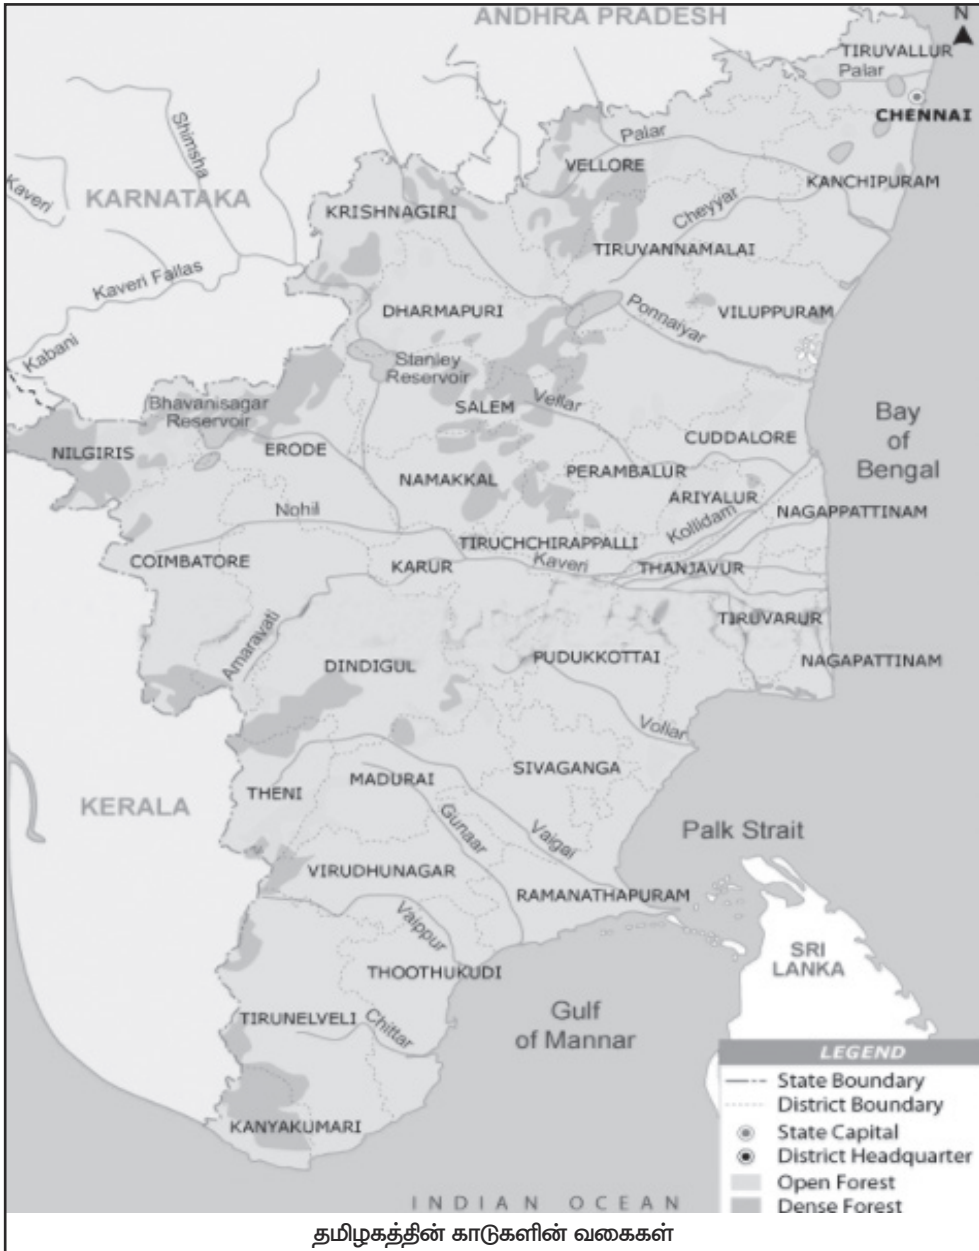 ANDHRA PRADESH
N
TIRUVALLUR
Palar
CHENNAI
Shimsha
Palar
VELLORE
KANCHIPURAM
Kaveri
KARNATAKA
KRISHNAGIRI
Cheyyar
TIRUVANNAMALAI
Kaveri Fallas
DHARMAPURI
Ponnaiyar
VILUPPURAM
Kabani
Stanley
Reservoir
Bhavanisagar
Reservoir
SALEM
Vellar
Bay
of
Bengal
NILGIRIS
ERODE
CUDDALORE
NAMAKKAL
PERAMBALUR
ARIYALUR
Nohil
Kollidam
NAGAPPATTINAM
TIRUCHCHIRAPPALLI
COIMBATORE
KARUR
Kaveri
THANJAVUR
Amaravati
TIRUVARUR
DINDIGUL
PUDUKKOTTAI
NAGAPATTINAM
Vollar
THENI
MADURAI
SIVAGANGA
KERALA
Gunaar
Vaigai
Palk Strait
VIRUDHUNAGAR
RAMANATHAPURAM
Vaippur
THOOTHUKUDI
SRI
LANKA
TIRUNELVELI
Chittar
Gulf
of Mannar
KANYAKUMARI
LEGEND
State Boundary
District Boundary
State Capital
District Headquarter
Open Forest
Dense Forest
INDIAN OCEAN
தமிழகத்தின் காடுகளின் வகைகள்